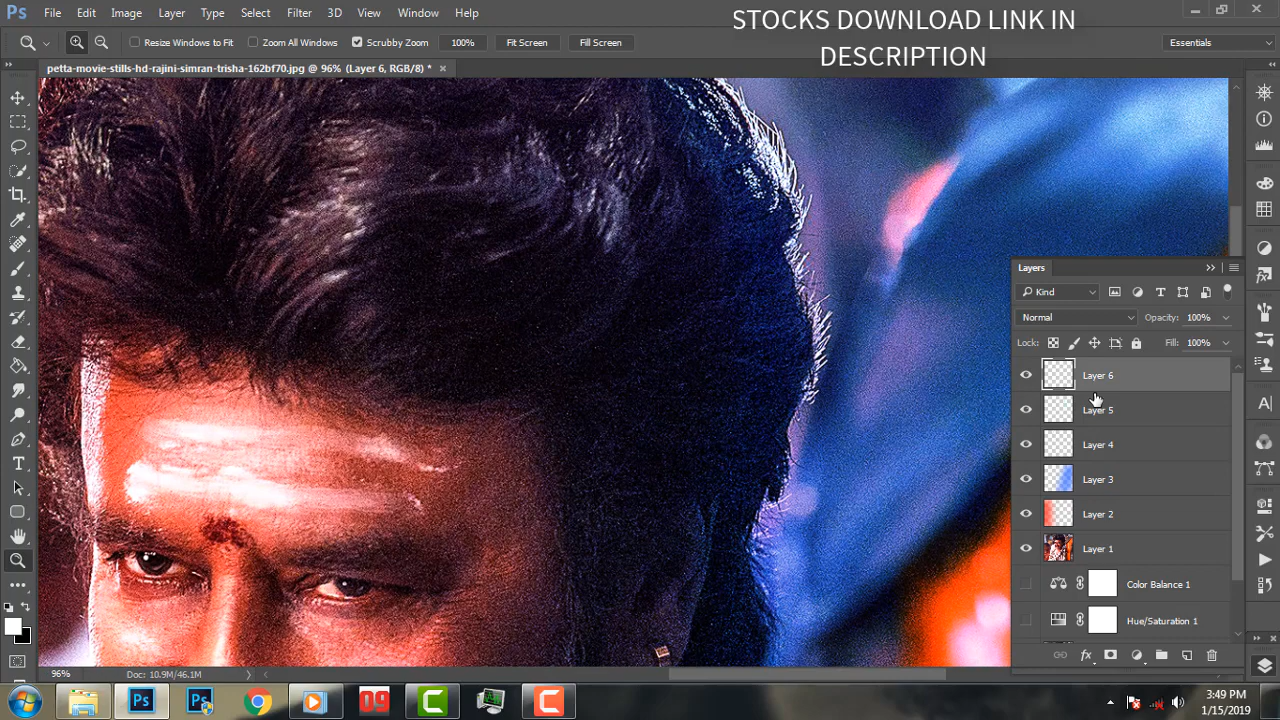 Ps File Edit Image Layer Type Select Filter 3D View Window Help
STOCKS DOWNLOAD LINK IN
DESCRIPTION
Resize Windows to Fit Zoom All Windows Scrubby Zoom 100% Fit Screen Fill Screen Essentials
petta-movie-stills-hd-rajini-simran-trisha-162bf70.jpg @ 96% (Layer 6, RGB/8) *
Layers
Kind
Normal Opacity: 100%
Lock: Fill: 100%
Layer 6
Layer 5
Layer 4
Layer 3
Layer 2
Layer 1
Color Balance 1
Hue/Saturation 1
96% Doc: 10.9M/46.1M
Ps Ps 09 C C
3:49 PM
1/15/2019